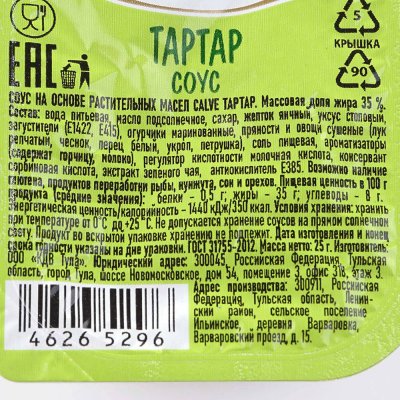 ТАРТАР
СОУС
5
КРЫШКА
90
EAC
СОУС НА ОСНОВЕ РАСТИТЕЛЬНЫХ МАСЕЛ CALVE ТАРТАР. Массовая доля жира 35 %.
Состав: вода питьевая, масло подсолнечное, сахар, желток яичный, уксус столовый,
загустители (Е1422, Е415), огурчики маринованные, пряности и овощи сушеные (лук
репчатый, чеснок, перец белый, укроп, петрушка), соль пищевая, ароматизаторы
(содержат горчицу, молоко), регулятор кислотности молочная кислота, консервант
сорбиновая кислота, экстракт зеленого чая, антиокислитель Е385. Возможно наличие
глютена, продуктов переработки рыбы, кунжута, сои и орехов. Пищевая ценность в 100 г
продукта (средние значения): белки - 0,5 г; жиры - 35 г; углеводы - 8 г.
Энергетическая ценность/калорийность - 1440 кДж/350 ккал. Условия хранения: хранить
при температуре от 0°C до +25° С. Не допускается хранение соусов на прямом солнечном
свету. Продукт во вскрытой упаковке хранению не подлежит. Дата изготовления и конец
срока годности указаны на дне упаковки. ГОСТ 31755-2012. Масса нетто: 25 г. Изготовитель:
ООО «КДВ Тула». Юридический адрес: 300045, Российская Федерация, Тульская
область, город Тула, шоссе Новомосковское, дом 54, помещение 3, офис 318, этаж 3.
Адрес производства: 300911, Российская
Федерация, Тульская область, Ленин-
ский район, сельское поселение
Ильинское, деревня Варваровка,
Варваровский проезд, д. 15.
4626 5296